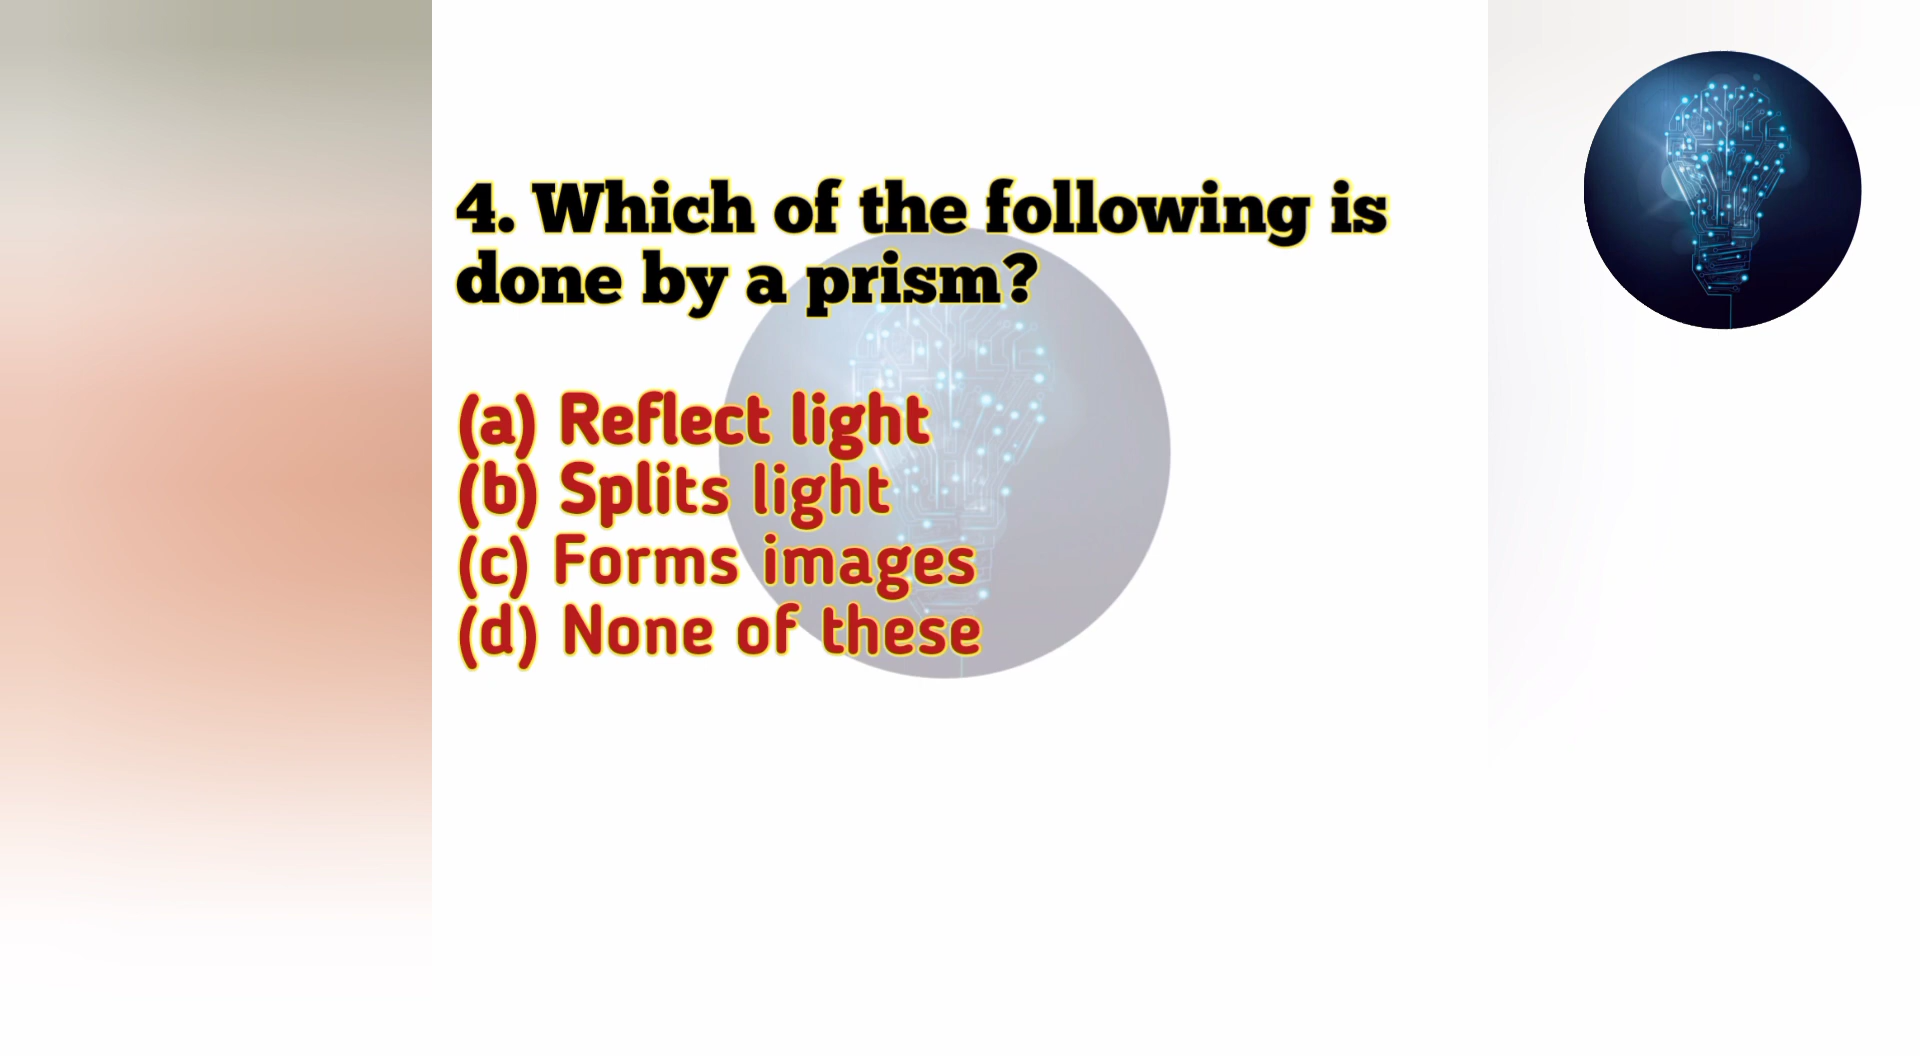 4. Which of the following is
done by a prism?
(a) Reflect light
(b) Splits light
(c) Forms images
(d) None of these